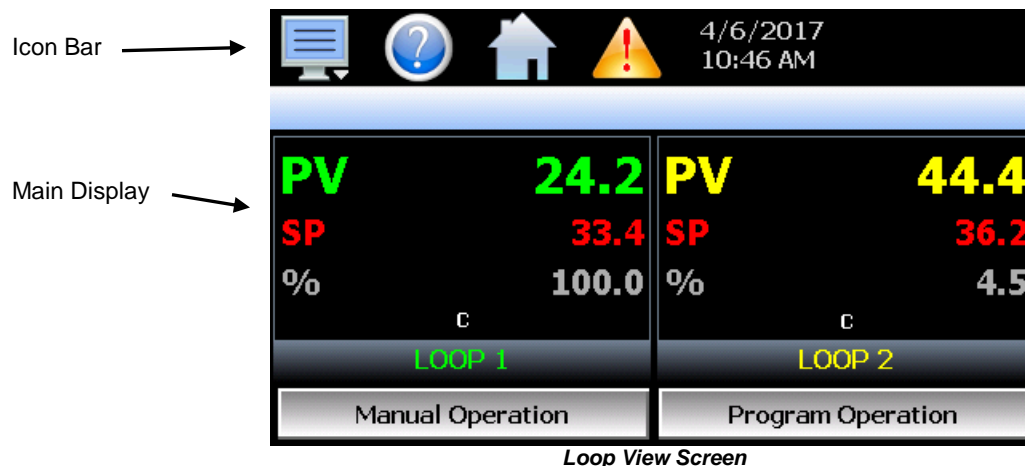 Icon Bar
4/6/2017
10:46 AM
Main Display
PV 24.2
SP 33.4
% 100.0
C
LOOP 1
Manual Operation
PV 44.4
SP 36.2
% 4.5
C
LOOP 2
Program Operation
Loop View Screen